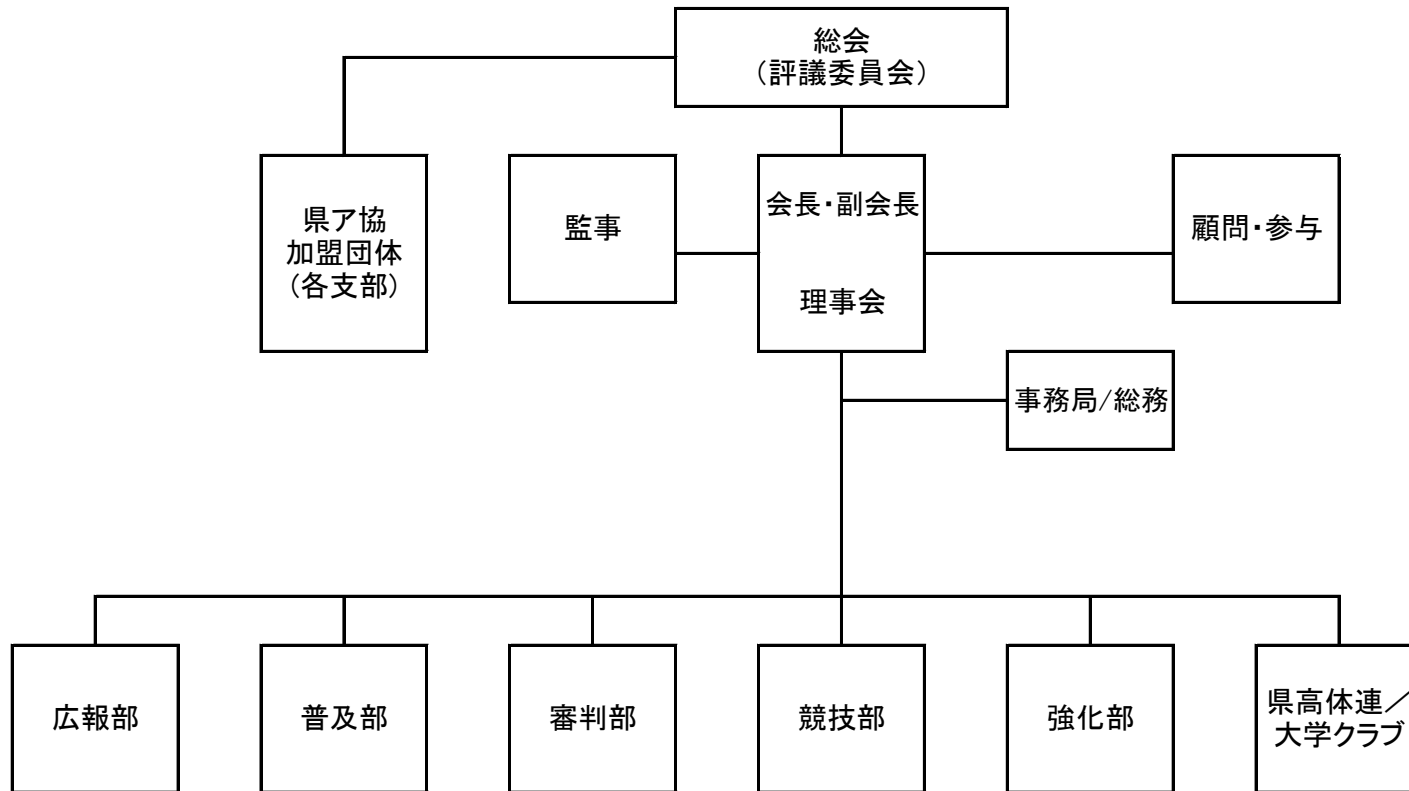 総会
（評議委員会）
県ア協
加盟団体
（各支部）
監事
会長・副会長
理事会
顧問・参与
事務局/総務
広報部
普及部
審判部
競技部
強化部
県高体連／
大学クラブ